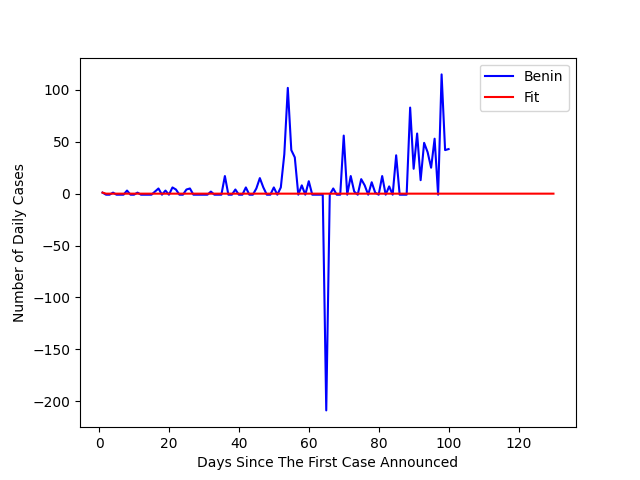 Benin
Fit
100
50
0
−50
−100
−150
−200
Number of Daily Cases
0 20 40 60 80 100 120
Days Since The First Case Announced